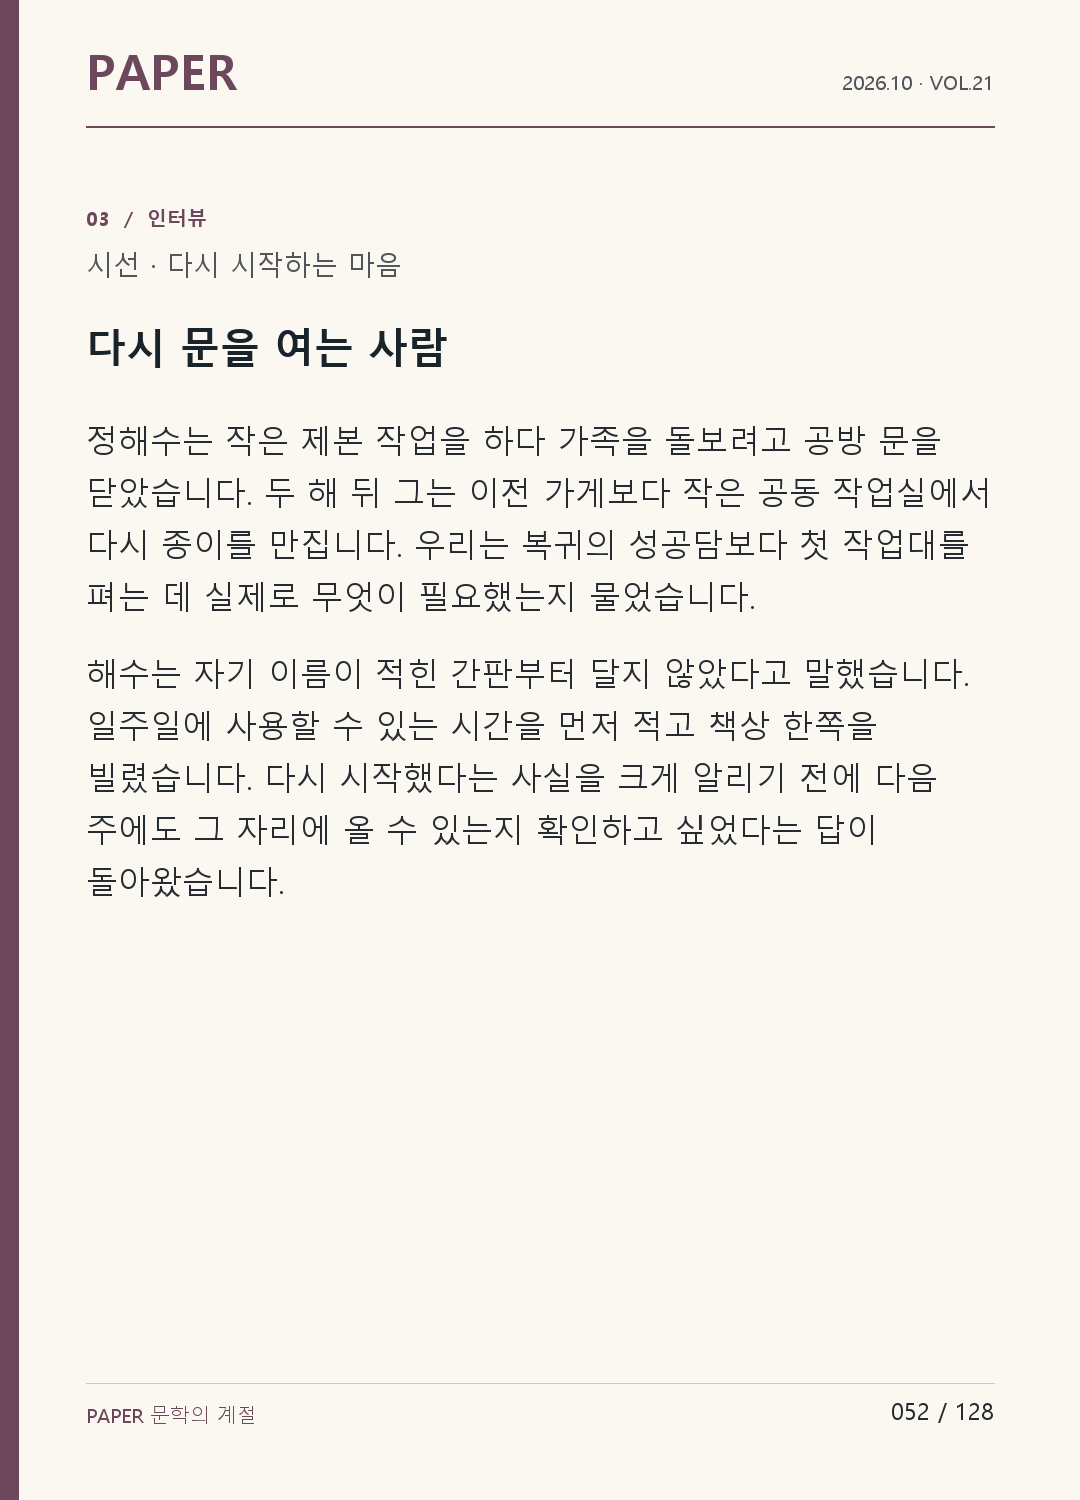 PAPER
2026.10 · VOL.21
03 / 인터뷰
시선 · 다시 시작하는 마음
다시 문을 여는 사람
정해수는 작은 제본 작업을 하다 가족을 돌보려고 공방 문을
닫았습니다. 두 해 뒤 그는 이전 가게보다 작은 공동 작업실에서
다시 종이를 만집니다. 우리는 복귀의 성공담보다 첫 작업대를
펴는 데 실제로 무엇이 필요했는지 물었습니다.
해수는 자기 이름이 적힌 간판부터 달지 않았다고 말했습니다.
일주일에 사용할 수 있는 시간을 먼저 적고 책상 한쪽을
빌렸습니다. 다시 시작했다는 사실을 크게 알리기 전에 다음
주에도 그 자리에 올 수 있는지 확인하고 싶었다는 답이
돌아왔습니다.
PAPER 문학의 계절
052 / 128